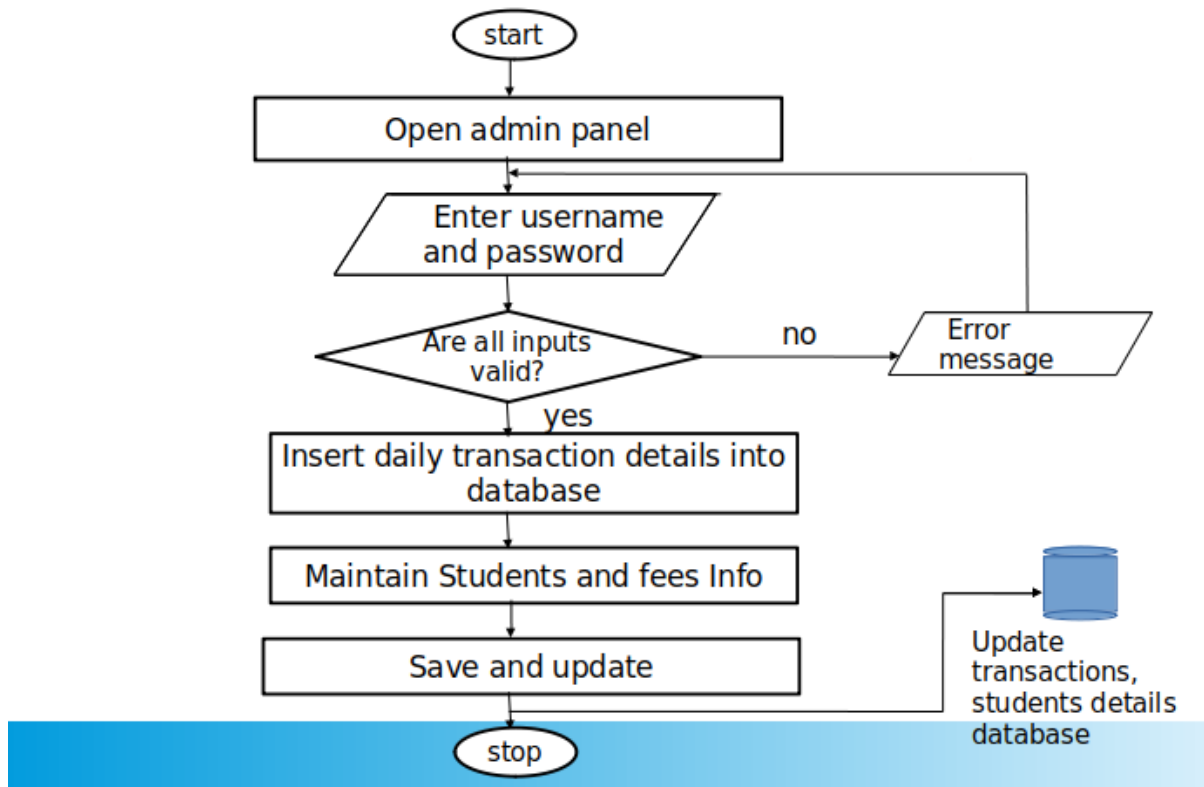 start
Open admin panel
Enter username
and password
Are all inputs
valid?
no
Error
message
yes
Insert daily transaction details into
database
Maintain Students and fees Info
Save and update
Update
transactions,
students details
database
stop